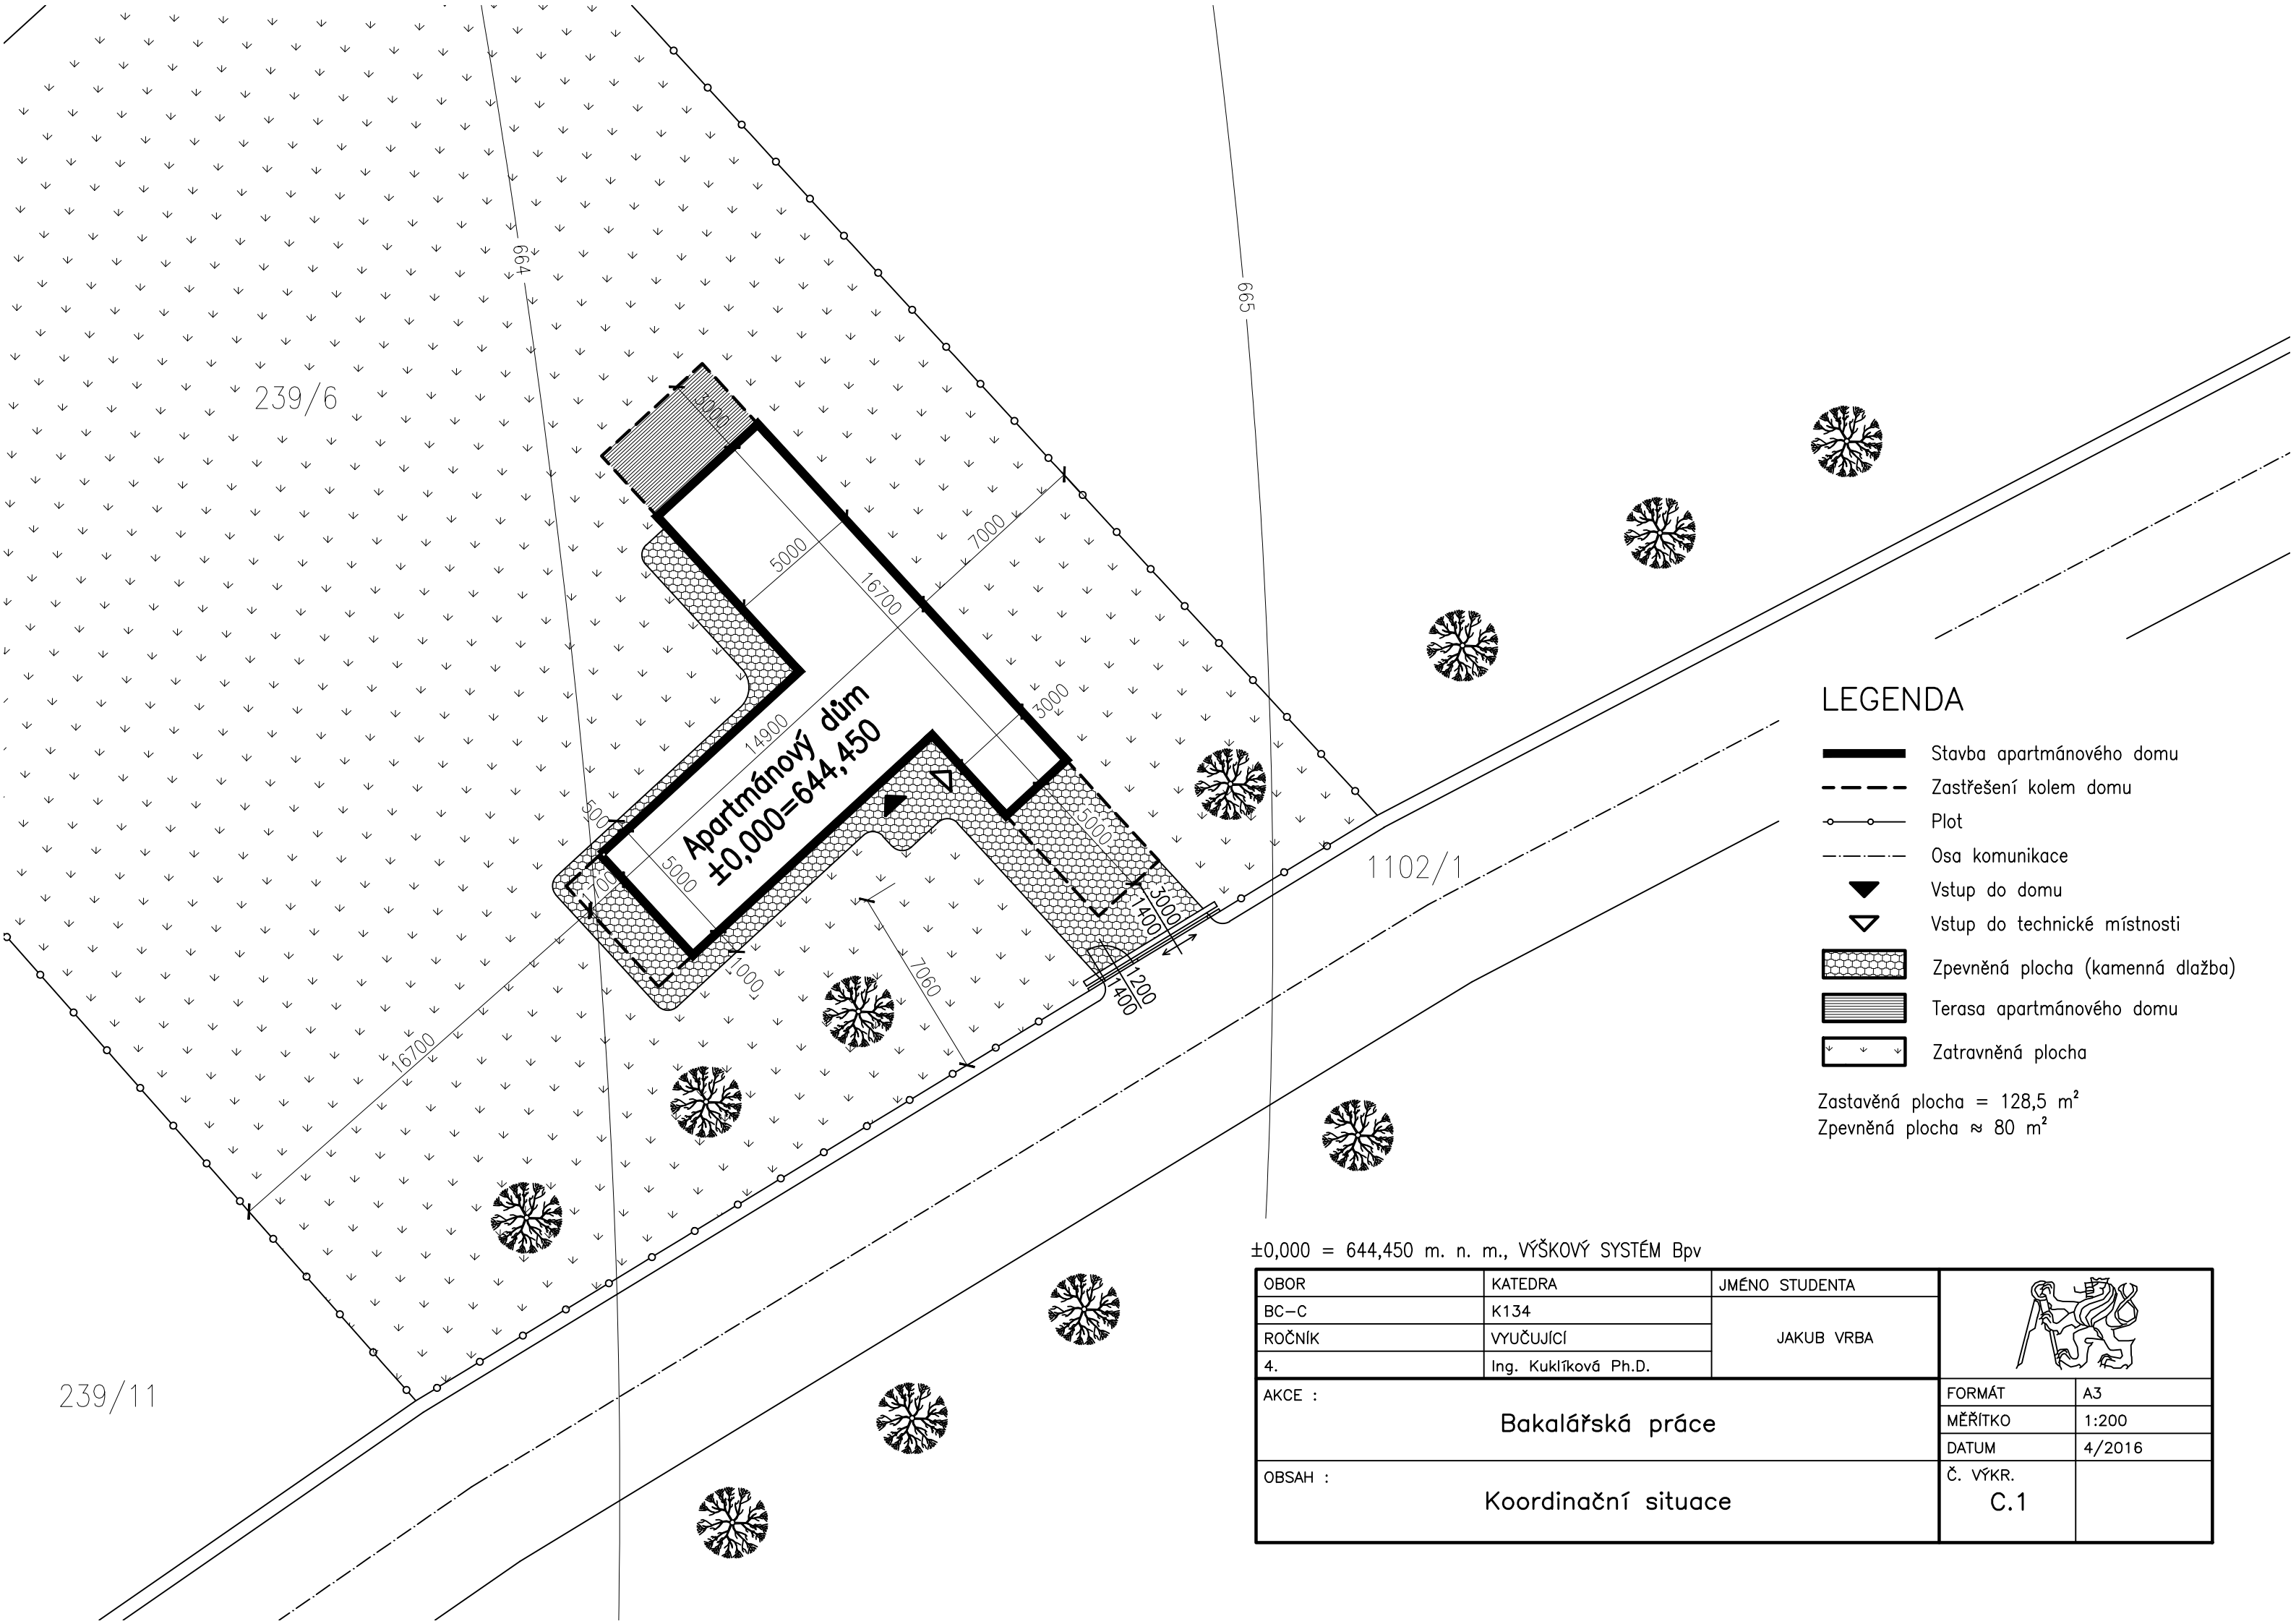 664
665
239/6
3000
7000
5000
16700
3000
14900
Apartmánový dům
±0,000=644,450
500
5000
1700
5000
1102/1
3000
1400
1200
1400
1000
7060
16700
239/11
LEGENDA
Stavba apartmánového domu
Zastřešení kolem domu
Plot
Osa komunikace
Vstup do domu
Vstup do technické místnosti
Zpevněná plocha (kamenná dlažba)
Terasa apartmánového domu
Zatravněná plocha
Zastavěná plocha = 128,5 m²
Zpevněná plocha ≈ 80 m²
±0,000 = 644,450 m. n. m., VÝŠKOVÝ SYSTÉM Bpv
OBOR KATEDRA JMÉNO STUDENTA
BC-C K134
ROČNÍK VYUČUJÍCÍ JAKUB VRBA
4. Ing. Kuklíková Ph.D.
AKCE :
Bakalářská práce
FORMÁT A3
MĚŘÍTKO 1:200
DATUM 4/2016
OBSAH :
Koordinační situace
Č. VÝKR.
C.1